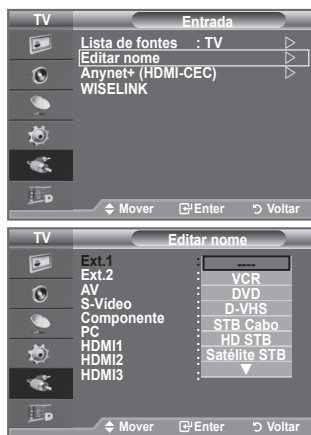 TV Entrada
Lista de fontes : TV
Editar nome
Anynet+ (HDMI-CEC)
WISELINK
Mover Enter Voltar
TV Editar nome
Ext.1 : ----
Ext.2 : VCR
AV : DVD
S-Vídeo : D-VHS
Componente : STB Cabo
PC : HD STB
HDMI1 : Satélite STB
HDMI2 :
HDMI3 :
Mover Enter Voltar